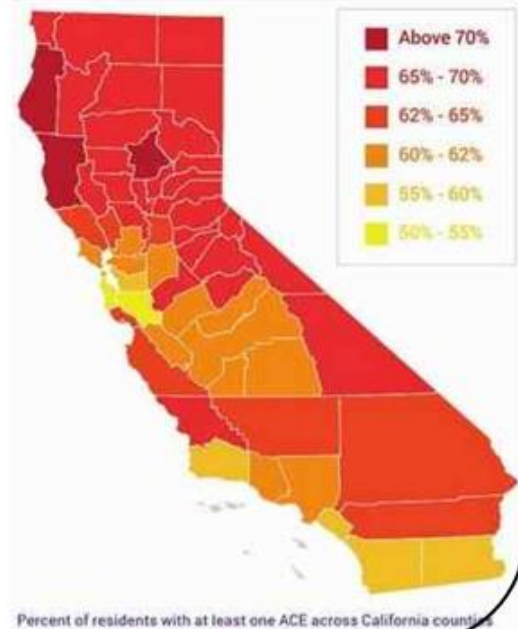 Above 70%
65% - 70%
62% - 65%
60% - 62%
55% - 60%
50% - 55%
Percent of residents with at least one ACE across California counties